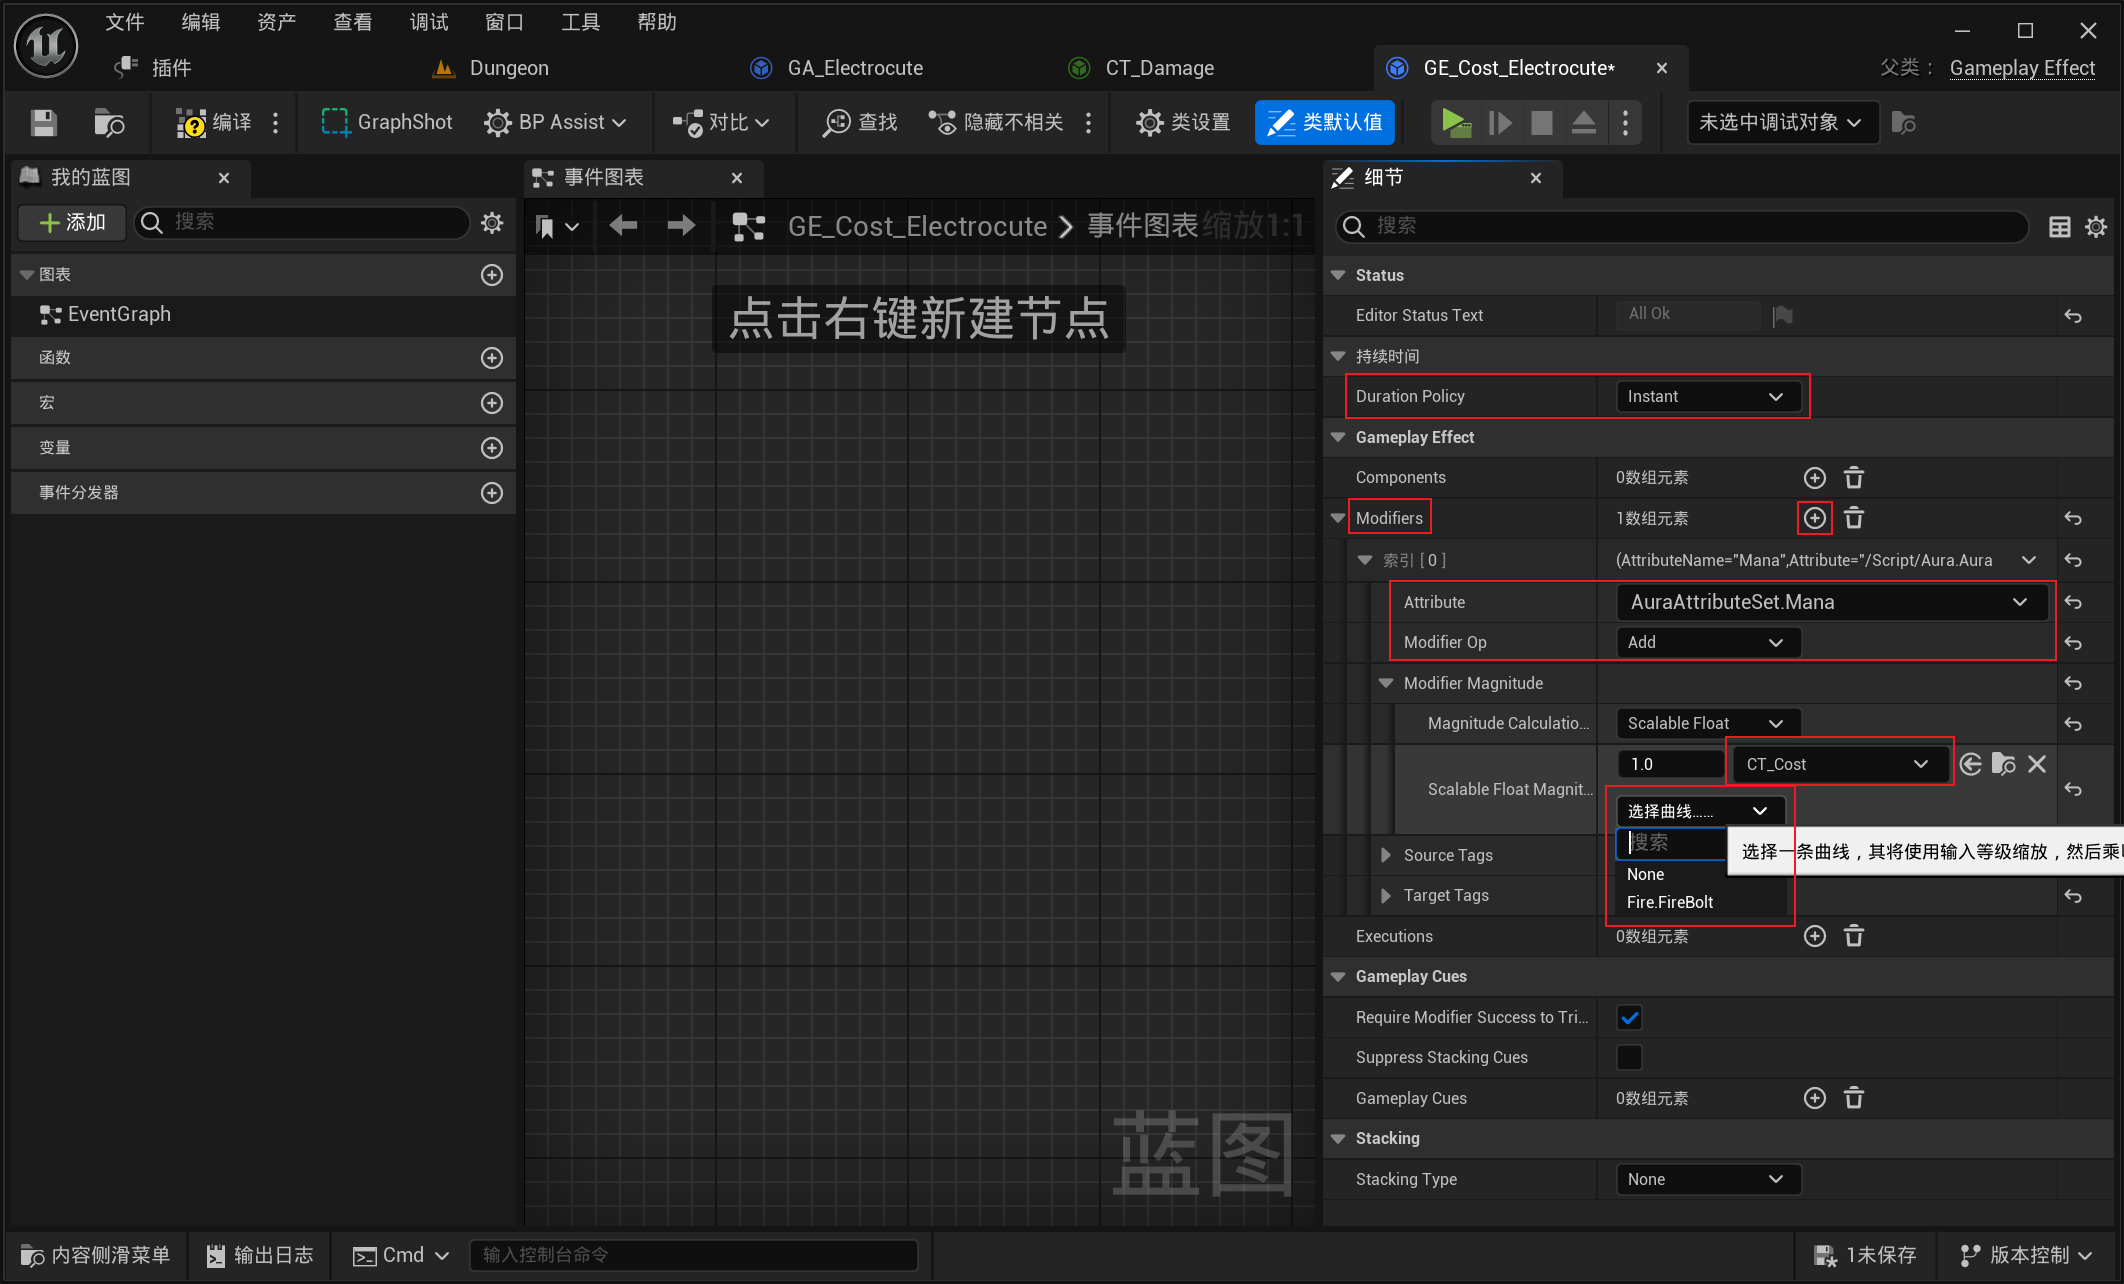 文件 编辑 资产 查看 调试 窗口 工具 帮助
插件 Dungeon GA_Electrocute CT_Damage GE_Cost_Electrocute* 父类： Gameplay Effect
编译 GraphShot BP Assist 对比 查找 隐藏不相关 类设置 类默认值 未选中调试对象
我的蓝图
添加 搜索
图表
EventGraph
函数
宏
变量
事件分发器
事件图表
GE_Cost_Electrocute 事件图表 缩放1:1
点击右键新建节点
蓝图
细节
搜索
Status
Editor Status Text All Ok
持续时间
Duration Policy Instant
Gameplay Effect
Components 0数组元素
Modifiers 1数组元素
索引 [ 0 ] (AttributeName="Mana",Attribute="/Script/Aura.Aura
Attribute AuraAttributeSet.Mana
Modifier Op Add
Modifier Magnitude
Magnitude Calculatio... Scalable Float
1.0 CT_Cost
Scalable Float Magnit...
选择曲线......
搜索
选择一条曲线，其将使用输入等级缩放，然后乘
None
Fire.FireBolt
Source Tags
Target Tags
Executions 0数组元素
Gameplay Cues
Require Modifier Success to Tri...
Suppress Stacking Cues
Gameplay Cues 0数组元素
Stacking
Stacking Type None
内容侧滑菜单 输出日志 Cmd 输入控制台命令 1未保存 版本控制